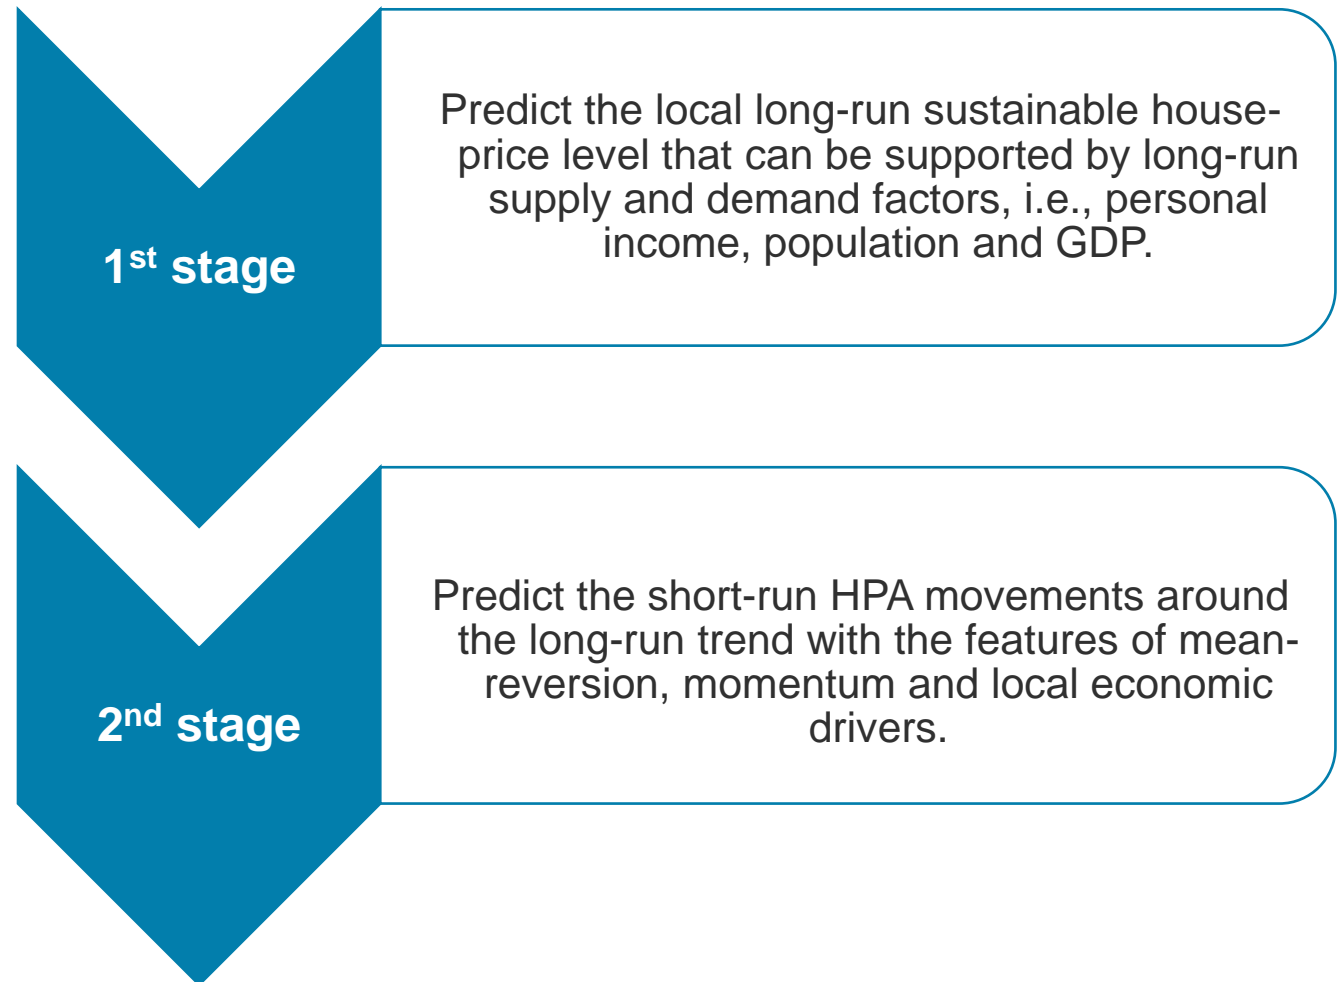 1st stage
Predict the local long-run sustainable house-
price level that can be supported by long-run
supply and demand factors, i.e., personal
income, population and GDP.
2nd stage
Predict the short-run HPA movements around
the long-run trend with the features of mean-
reversion, momentum and local economic
drivers.